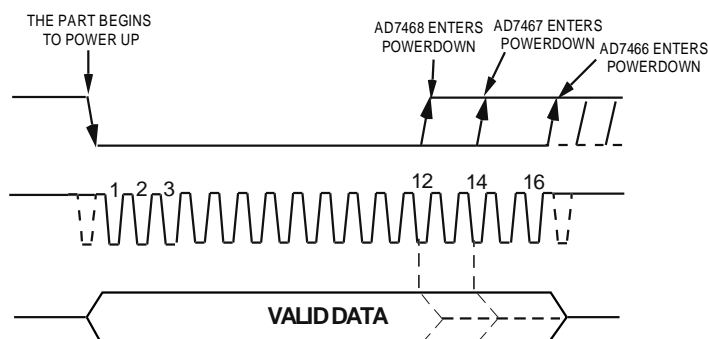 THE PART BEGINS
TO POWER UP
AD7468 ENTERS
POWERDOWN
AD7467 ENTERS
POWERDOWN
AD7466 ENTERS
POWERDOWN
1 2 3 12 14 16
VALID DATA